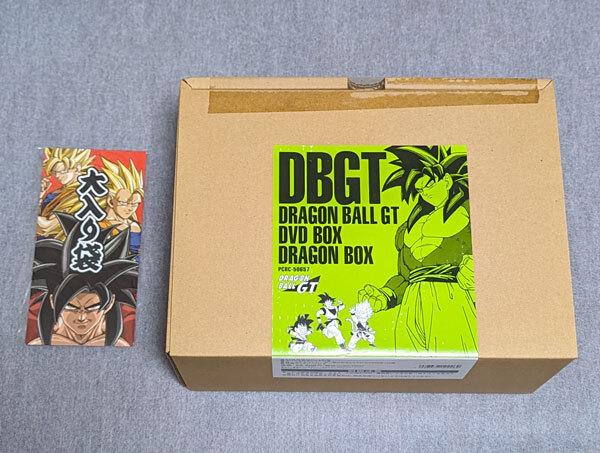 大入り袋
DBGT
DRAGON BALL GT
DVD BOX
DRAGON BOX
PCBC-50657
DRAGON
BALL GT